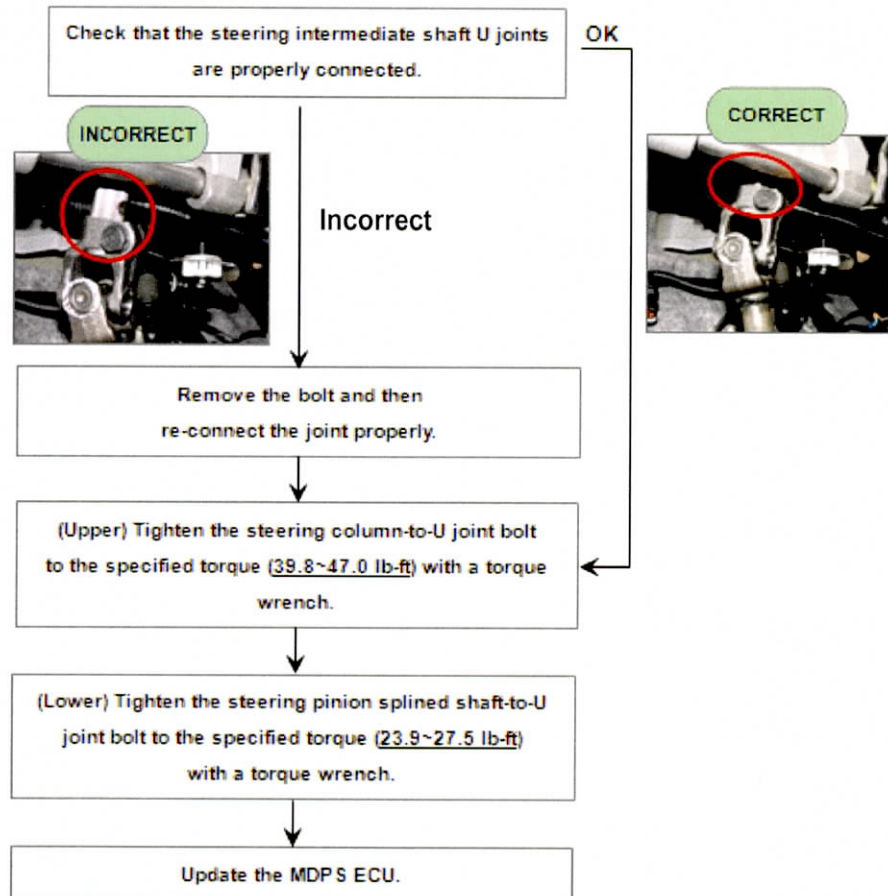 Check that the steering intermediate shaft U joints
are properly connected.
OK
INCORRECT
CORRECT
Incorrect
Remove the bolt and then
re-connect the joint properly.
(Upper) Tighten the steering column-to-U joint bolt
to the specified torque (39.8~47.0 lb-ft) with a torque
wrench.
(Lower) Tighten the steering pinion splined shaft-to-U
joint bolt to the specified torque (23.9~27.5 lb-ft)
with a torque wrench.
Update the MDPS ECU.